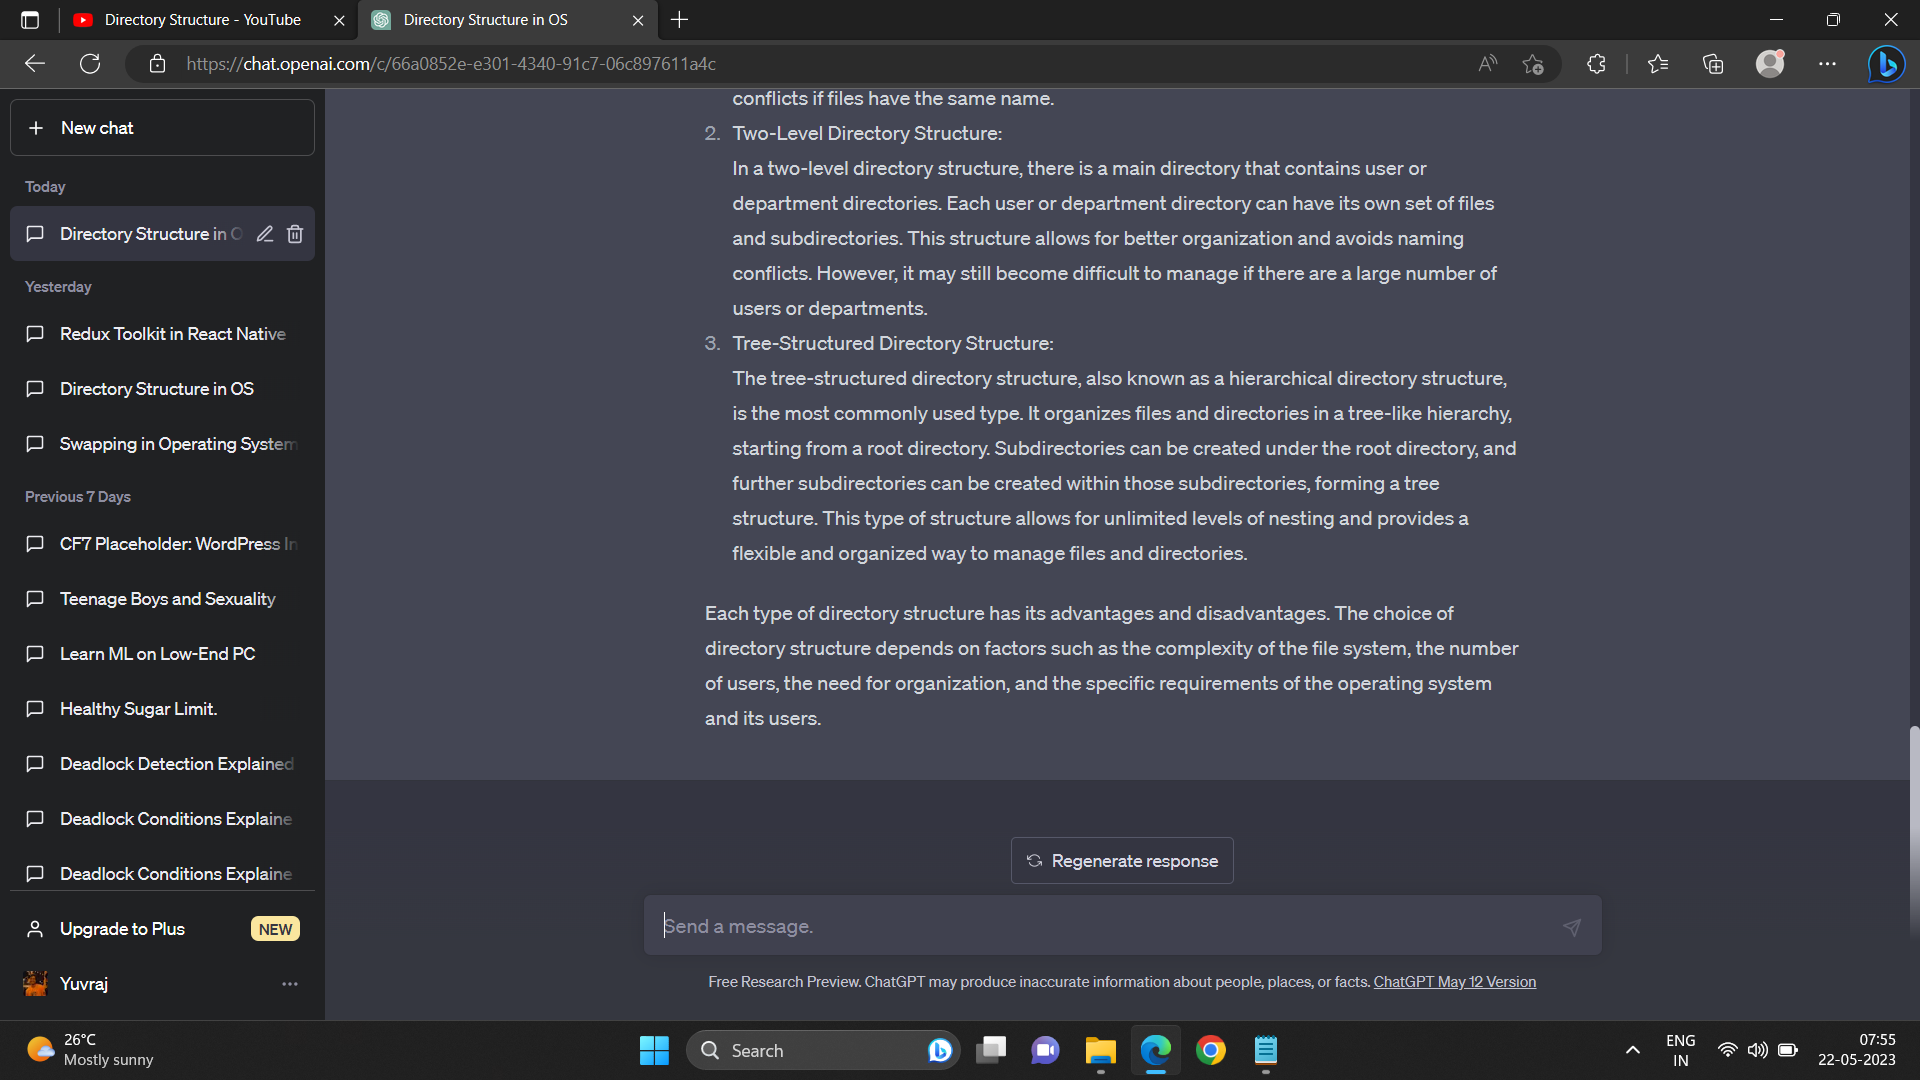 Directory Structure - YouTube
Directory Structure in OS
https://chat.openai.com/c/66a0852e-e301-4340-91c7-06c897611a4c
New chat
Today
Directory Structure in O
Yesterday
Redux Toolkit in React Native
Directory Structure in OS
Swapping in Operating System
Previous 7 Days
CF7 Placeholder: WordPress In
Teenage Boys and Sexuality
Learn ML on Low-End PC
Healthy Sugar Limit.
Deadlock Detection Explained
Deadlock Conditions Explaine
Deadlock Conditions Explaine
Upgrade to Plus NEW
Yuvraj
conflicts if files have the same name.
2. Two-Level Directory Structure:
In a two-level directory structure, there is a main directory that contains user or
department directories. Each user or department directory can have its own set of files
and subdirectories. This structure allows for better organization and avoids naming
conflicts. However, it may still become difficult to manage if there are a large number of
users or departments.
3. Tree-Structured Directory Structure:
The tree-structured directory structure, also known as a hierarchical directory structure,
is the most commonly used type. It organizes files and directories in a tree-like hierarchy,
starting from a root directory. Subdirectories can be created under the root directory, and
further subdirectories can be created within those subdirectories, forming a tree
structure. This type of structure allows for unlimited levels of nesting and provides a
flexible and organized way to manage files and directories.
Each type of directory structure has its advantages and disadvantages. The choice of
directory structure depends on factors such as the complexity of the file system, the number
of users, the need for organization, and the specific requirements of the operating system
and its users.
Regenerate response
Send a message.
Free Research Preview. ChatGPT may produce inaccurate information about people, places, or facts. ChatGPT May 12 Version
26°C
Mostly sunny
Search
ENG
IN
07:55
22-05-2023